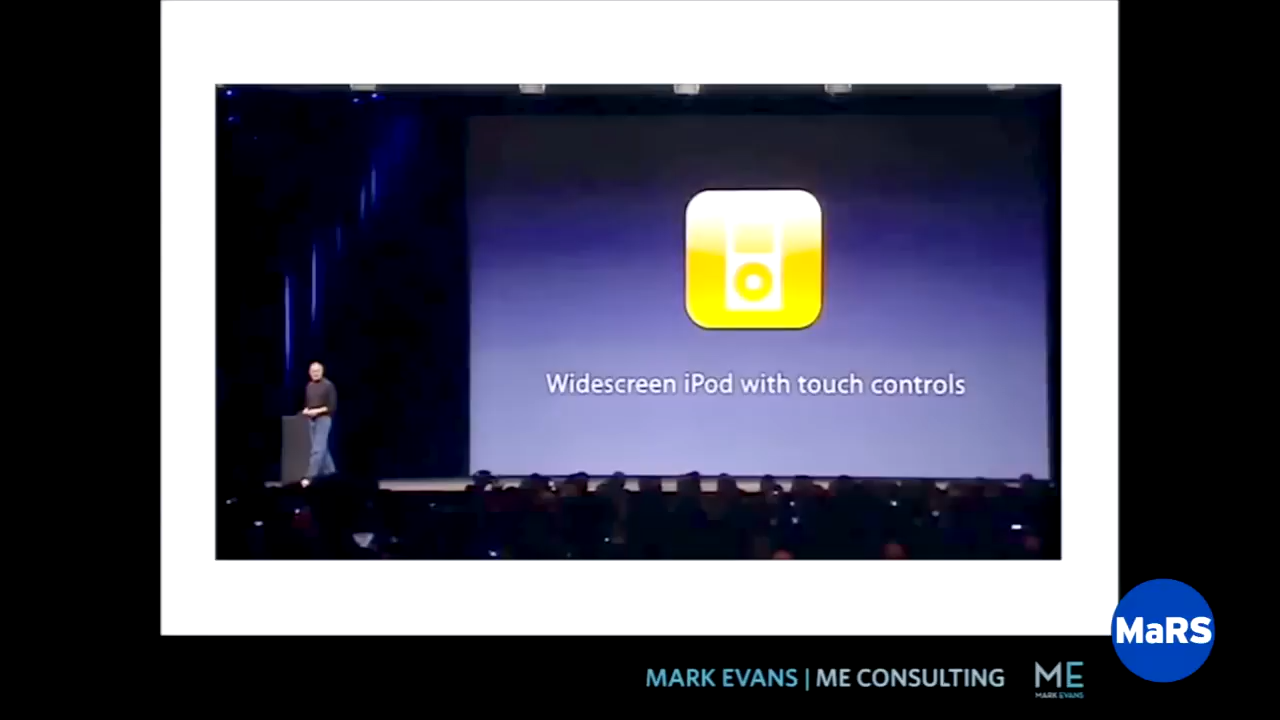 Widescreen iPod with touch controls
MaRS
MARK EVANS | ME CONSULTING
ME
MARK EVANS